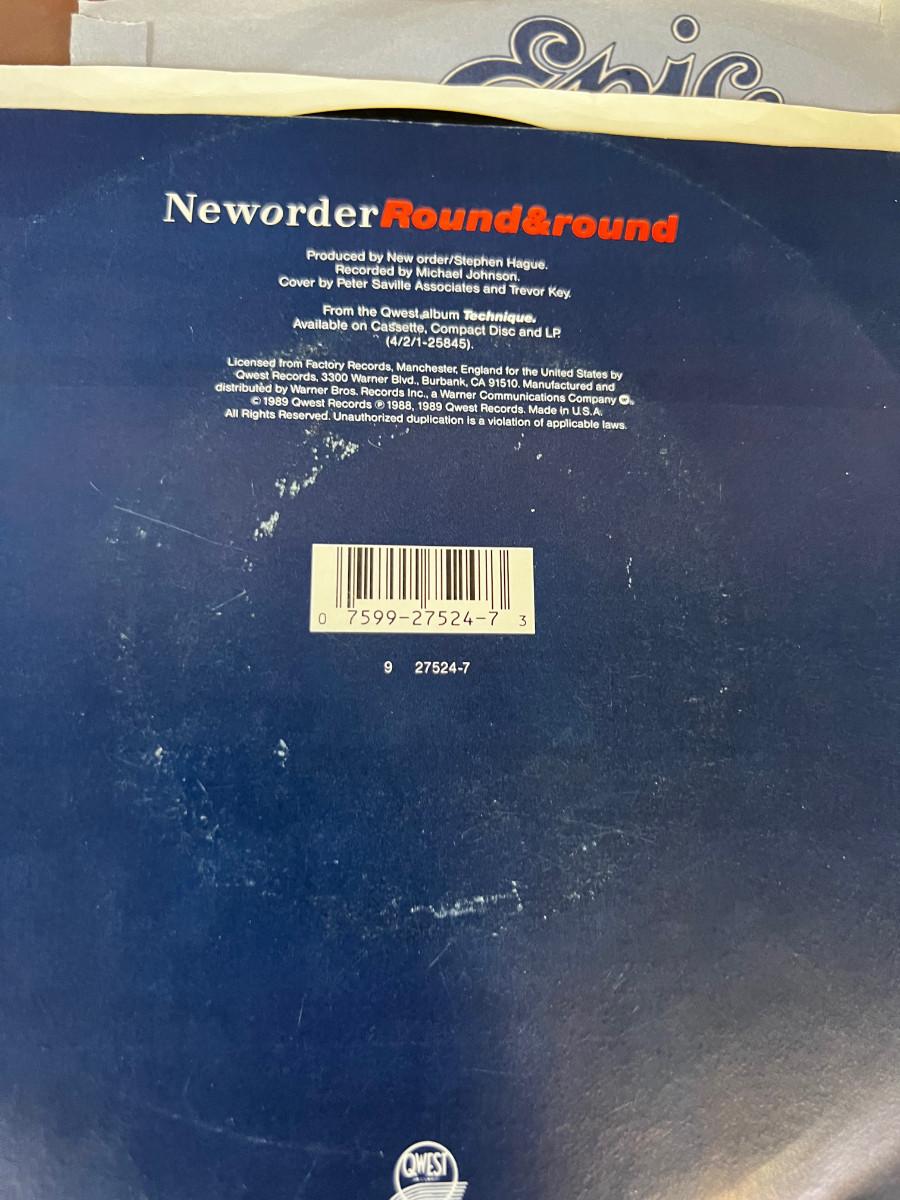 Epic
Neworder Round&round
Produced by New order/Stephen Hague.
Recorded by Michael Johnson.
Cover by Peter Saville Associates and Trevor Key.
From the Qwest album Technique.
Available on Cassette, Compact Disc and LP.
(4/2/1-25845).
Licensed from Factory Records, Manchester, England for the United States by
Qwest Records, 3300 Warner Blvd., Burbank, CA 91510. Manufactured and
distributed by Warner Bros. Records Inc., a Warner Communications Company
© 1989 Qwest Records ℗ 1988, 1989 Qwest Records. Made in U.S.A.
All Rights Reserved. Unauthorized duplication is a violation of applicable laws.
0 7599-27524-7 3
9 27524-7
QWEST